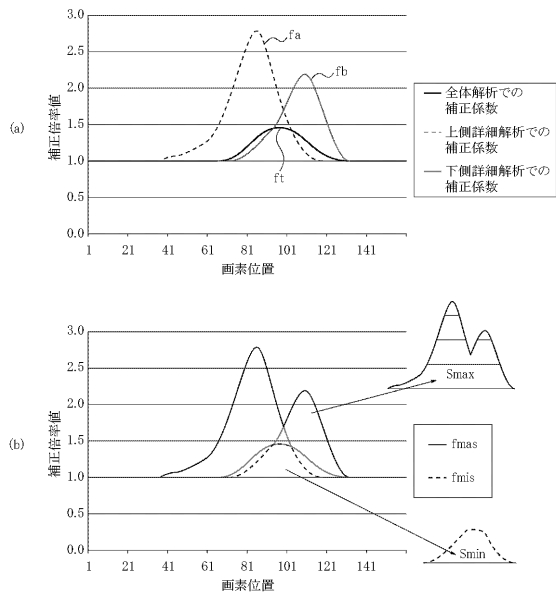 (a)
補正倍率値
3.0
2.5
2.0
1.5
1.0
0.5
0.0
1 21 41 61 81 101 121 141
画素位置
fa
fb
ft
全体解析での
補正係数
上側詳細解析での
補正係数
下側詳細解析での
補正係数
(b)
補正倍率値
3.0
2.5
2.0
1.5
1.0
0.5
0.0
1 21 41 61 81 101 121 141
画素位置
Smax
fmas
fmis
Smin